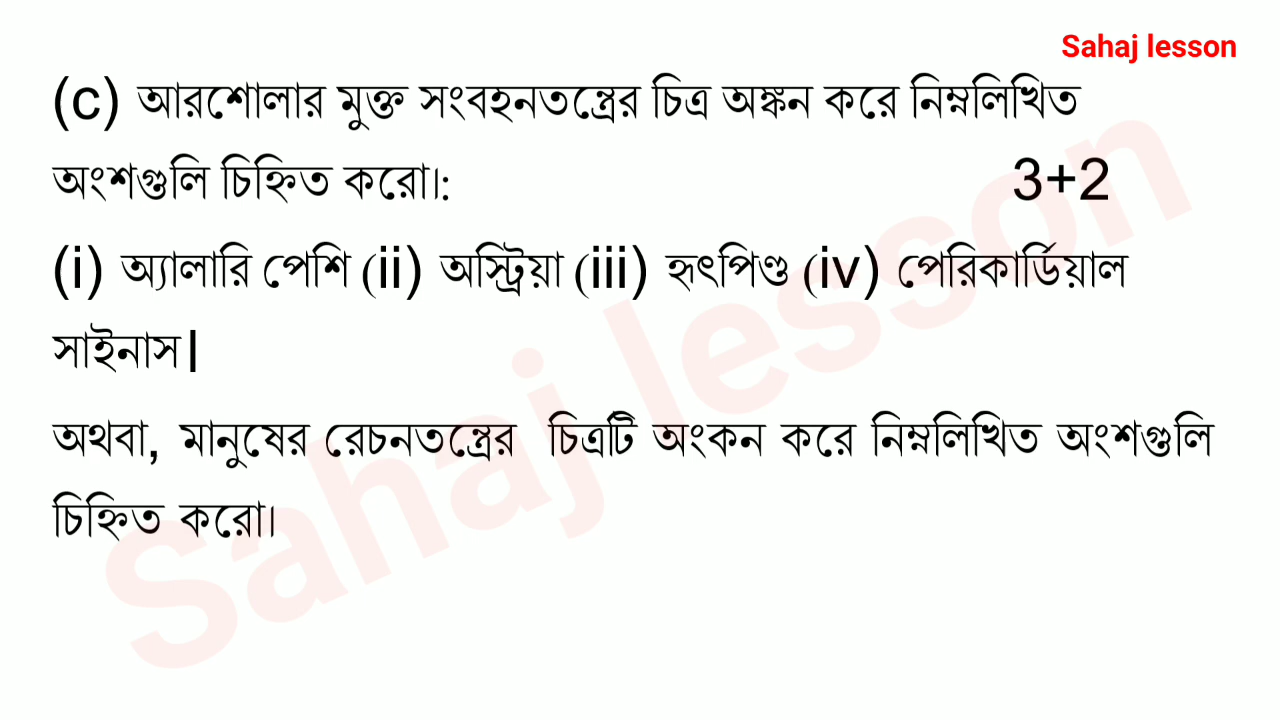 Sahaj lesson
(c) আরশোলার মুক্ত সংবহনতন্ত্রের চিত্র অঙ্কন করে নিম্নলিখিত
অংশগুলি চিহ্নিত করো।: 3+2
(i) অ্যালারি পেশি (ii) অস্ট্রিয়া (iii) হৃৎপিণ্ড (iv) পেরিকার্ডিয়াল
সাইনাস।
অথবা, মানুষের রেচনতন্ত্রের চিত্রটি অংকন করে নিম্নলিখিত অংশগুলি
চিহ্নিত করো।
Sahaj lesson